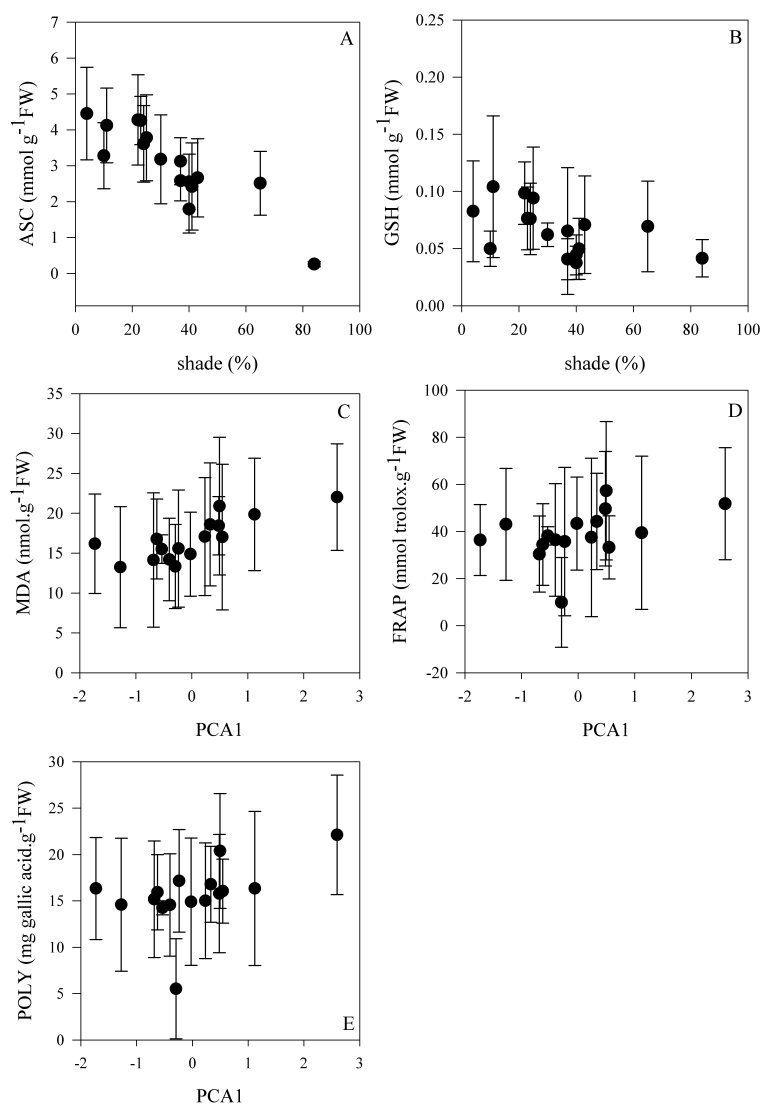 A
ASC (mmol g⁻¹FW)
7
6
5
4
3
2
1
0
0 20 40 60 80 100
shade (%)
B
GSH (mmol g⁻¹FW)
0.25
0.20
0.15
0.10
0.05
0.00
0 20 40 60 80 100
shade (%)
C
MDA (nmol.g⁻¹FW)
35
30
25
20
15
10
5
0
-2 -1 0 1 2 3
PCA1
D
FRAP (mmol trolox.g⁻¹FW)
100
80
60
40
20
0
-20
-2 -1 0 1 2 3
PCA1
E
POLY (mg gallic acid.g⁻¹FW)
30
25
20
15
10
5
0
-2 -1 0 1 2 3
PCA1